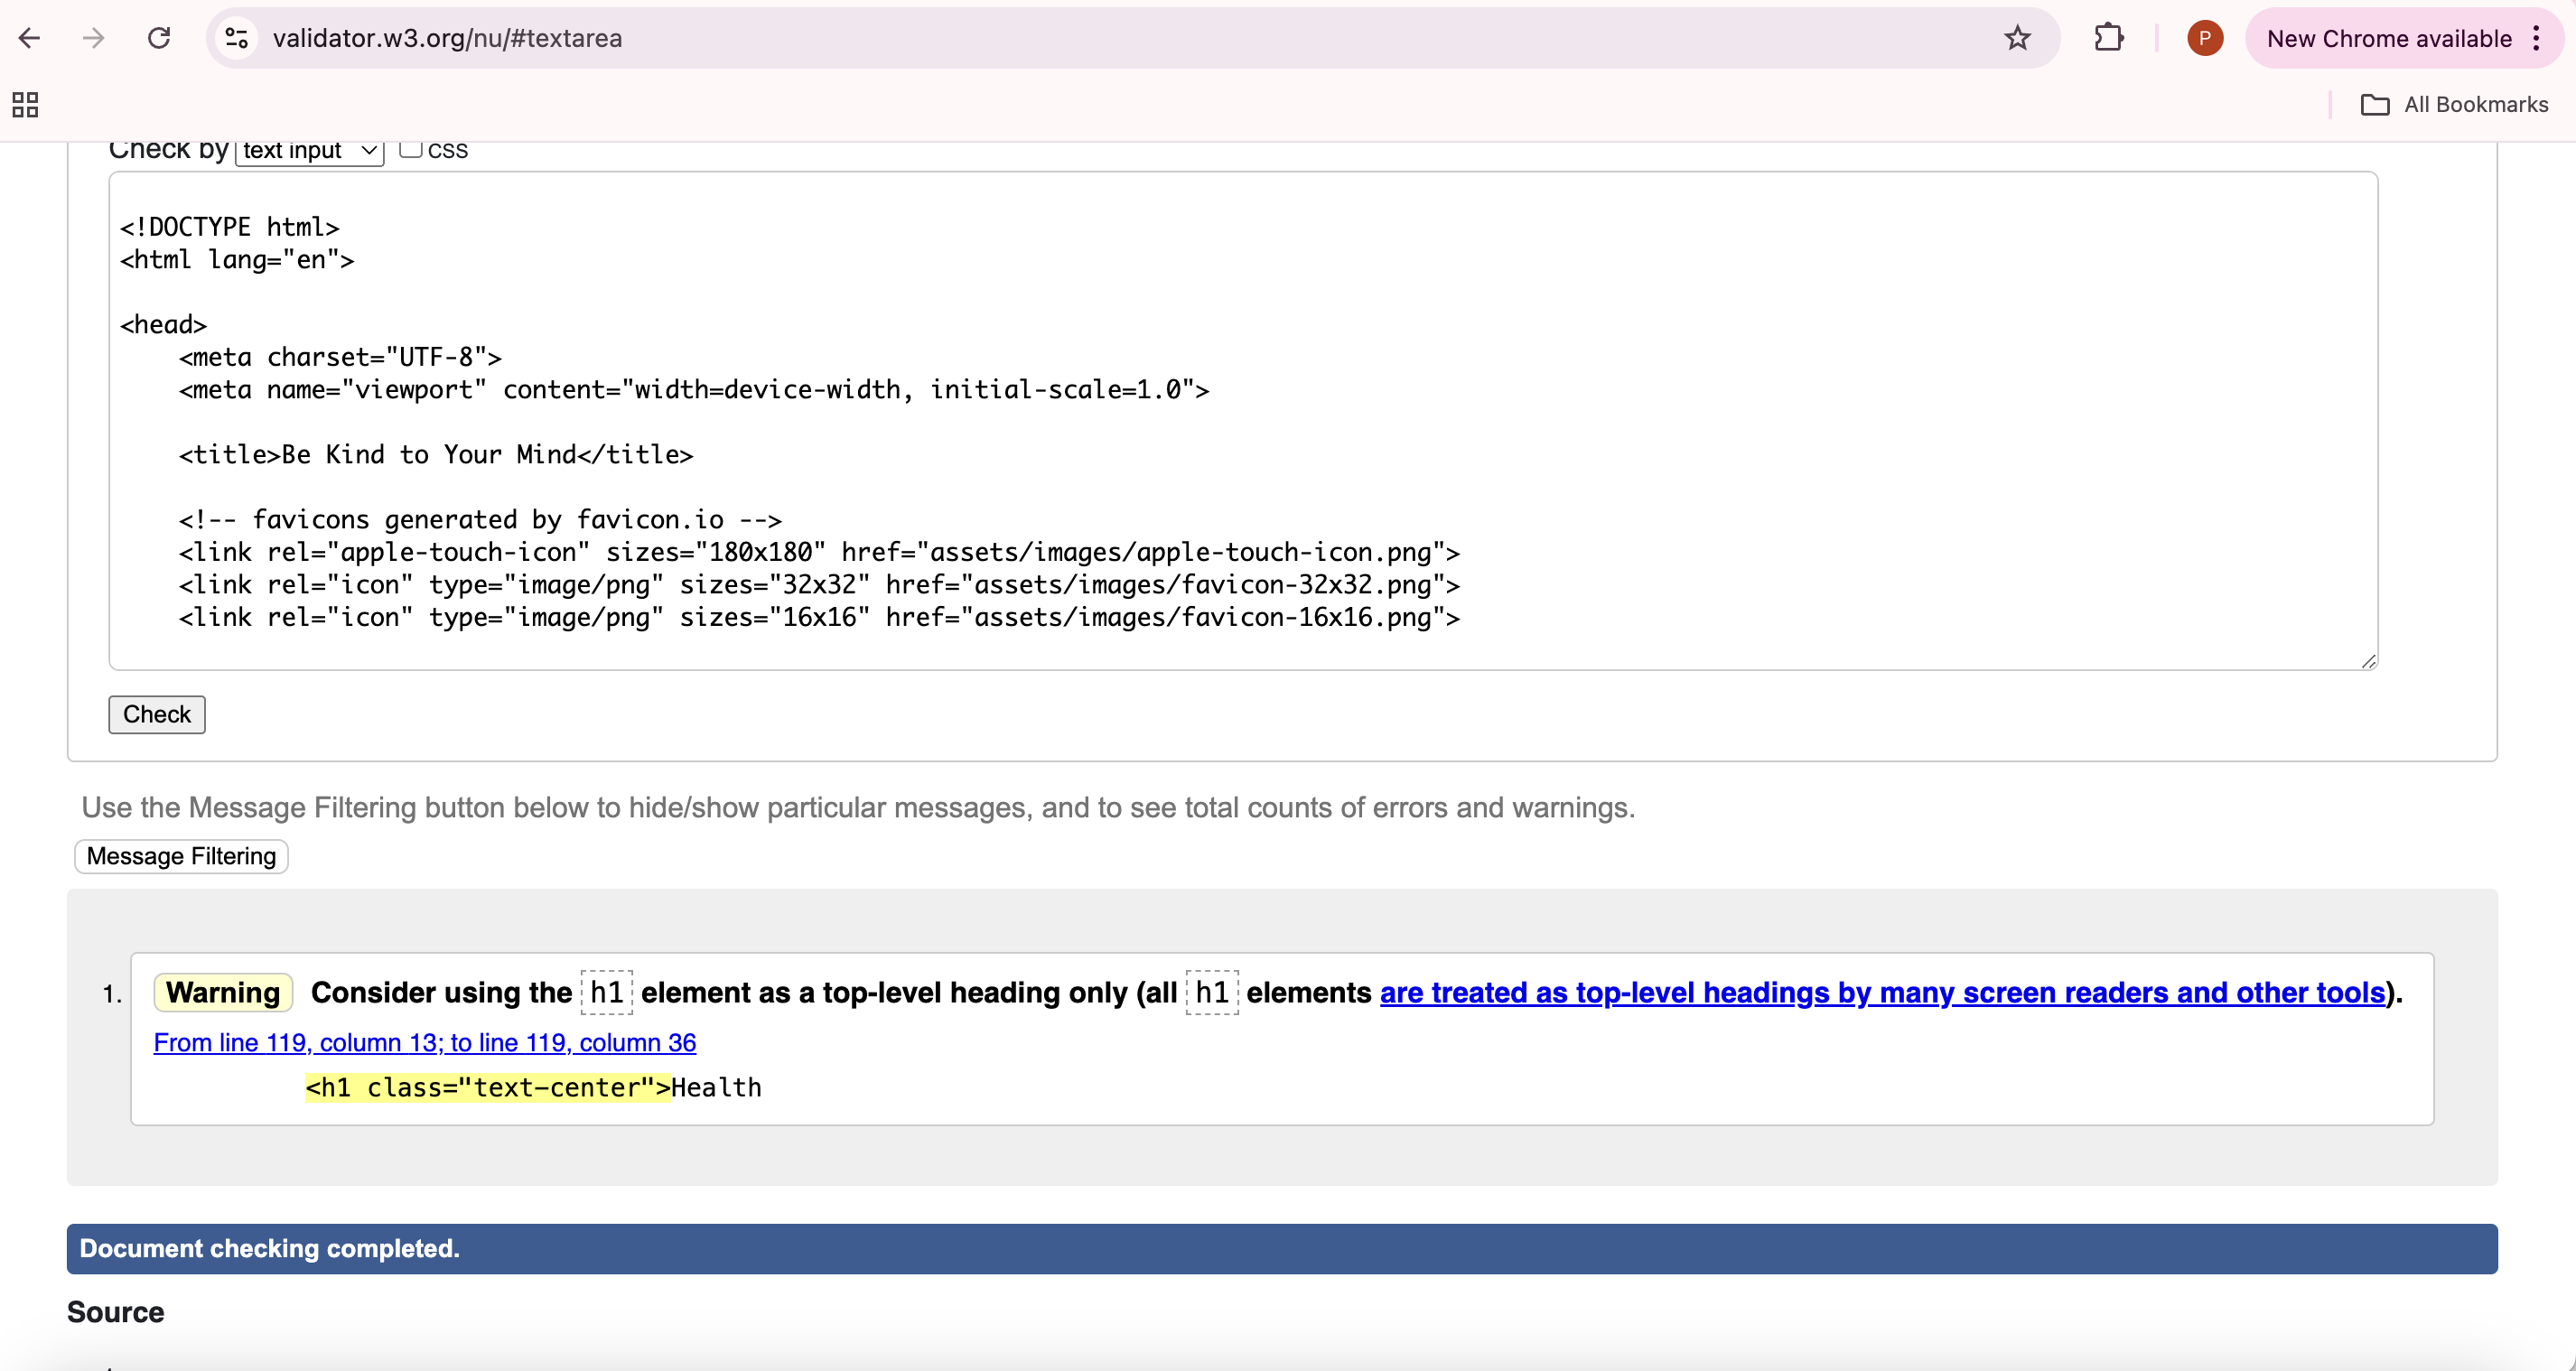 validator.w3.org/nu/#textarea
P
New Chrome available
All Bookmarks
Check by text input css
<!DOCTYPE html>
<html lang="en">
<head>
    <meta charset="UTF-8">
    <meta name="viewport" content="width=device-width, initial-scale=1.0">
    <title>Be Kind to Your Mind</title>
    <!-- favicons generated by favicon.io -->
    <link rel="apple-touch-icon" sizes="180x180" href="assets/images/apple-touch-icon.png">
    <link rel="icon" type="image/png" sizes="32x32" href="assets/images/favicon-32x32.png">
    <link rel="icon" type="image/png" sizes="16x16" href="assets/images/favicon-16x16.png">
Check
Use the Message Filtering button below to hide/show particular messages, and to see total counts of errors and warnings.
Message Filtering
1. Warning Consider using the h1 element as a top-level heading only (all h1 elements are treated as top-level headings by many screen readers and other tools).
From line 119, column 13; to line 119, column 36
<h1 class="text-center">Health
Document checking completed.
Source